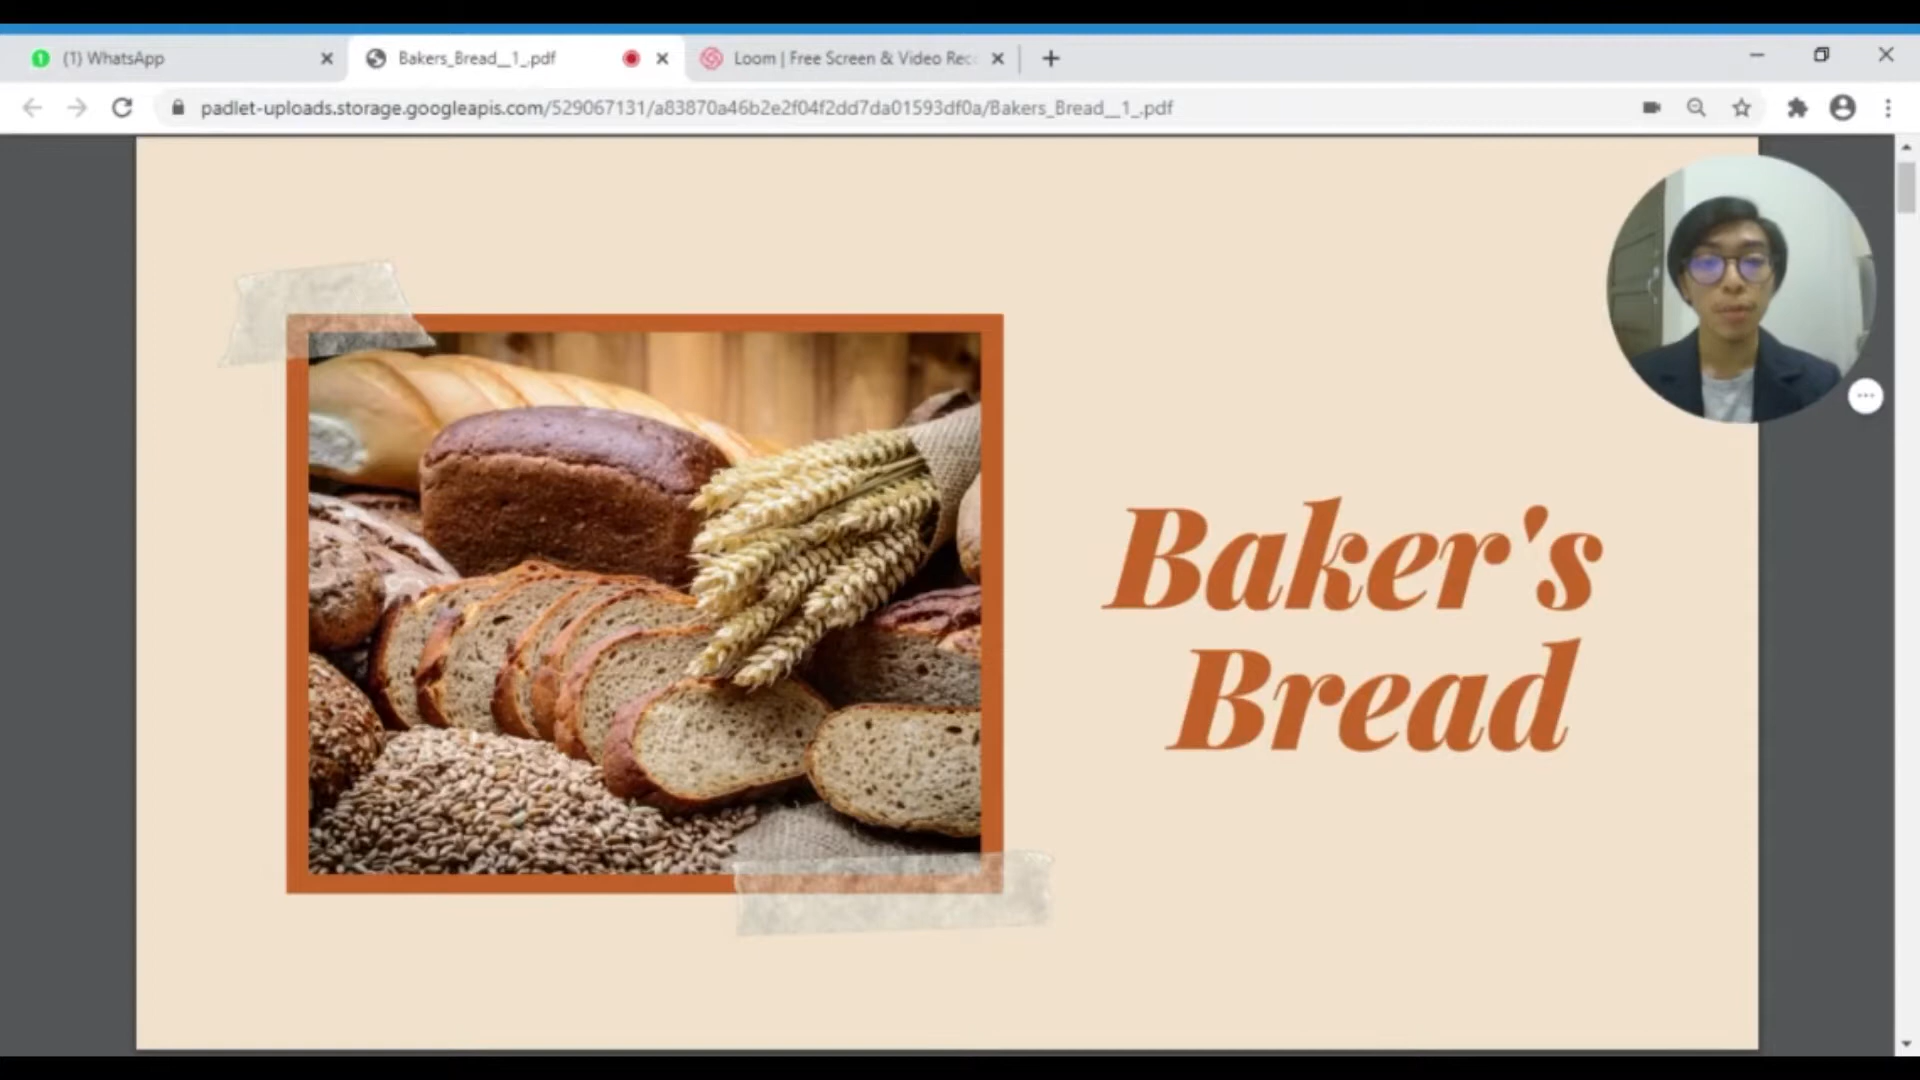 (1) WhatsApp
Bakers_Bread__1_.pdf
Loom | Free Screen & Video Rec
padlet-uploads.storage.googleapis.com/529067131/a83870a46b2e2f04f2dd7da01593df0a/Bakers_Bread__1_.pdf
Baker's
Bread